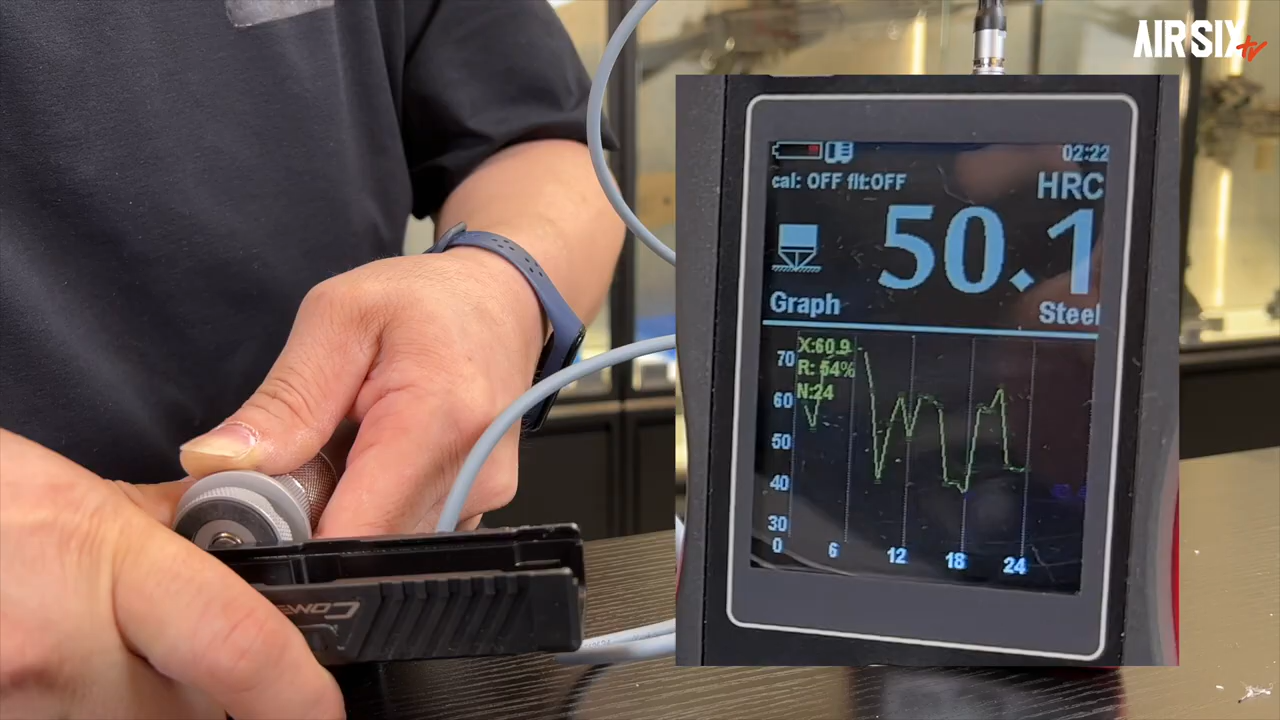 AIRSIX tv
02:22
cal: OFF flt:OFF
HRC
50.1
Graph
Steel
X:60.9
R: 54%
N:24
70
60
50
40
30
0
6
12
18
24